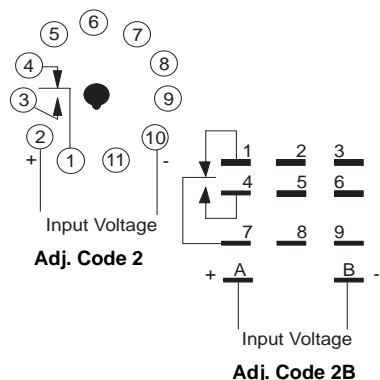 6
5 7
4 8
3 9
2 10
1 11
+ -
Input Voltage
Adj. Code 2
1 2 3
4 5 6
7 8 9
+ A B -
Input Voltage
Adj. Code 2B